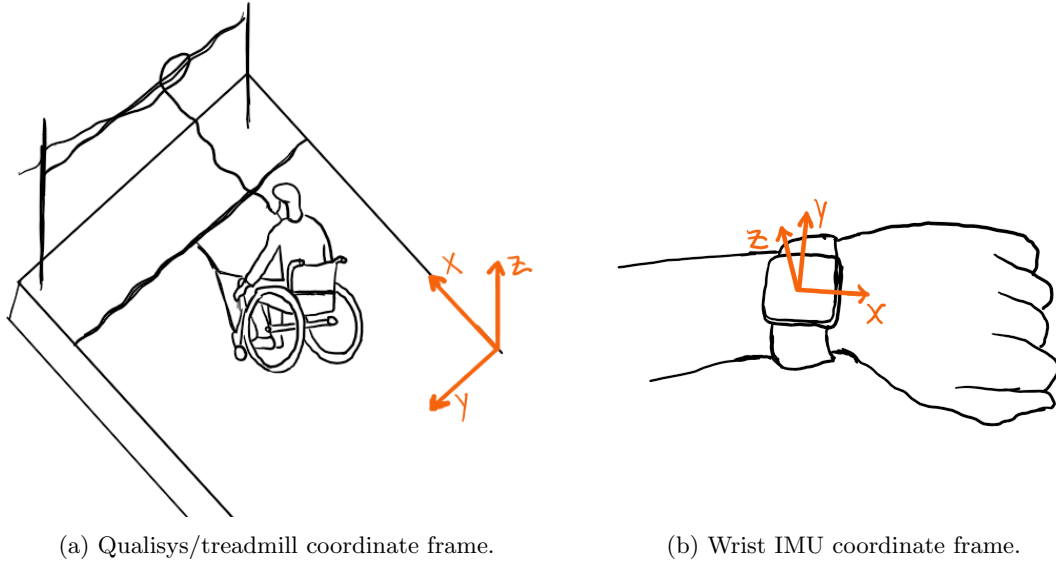 X
Z
Y
Y
Z
X
(a) Qualisys/treadmill coordinate frame.
(b) Wrist IMU coordinate frame.